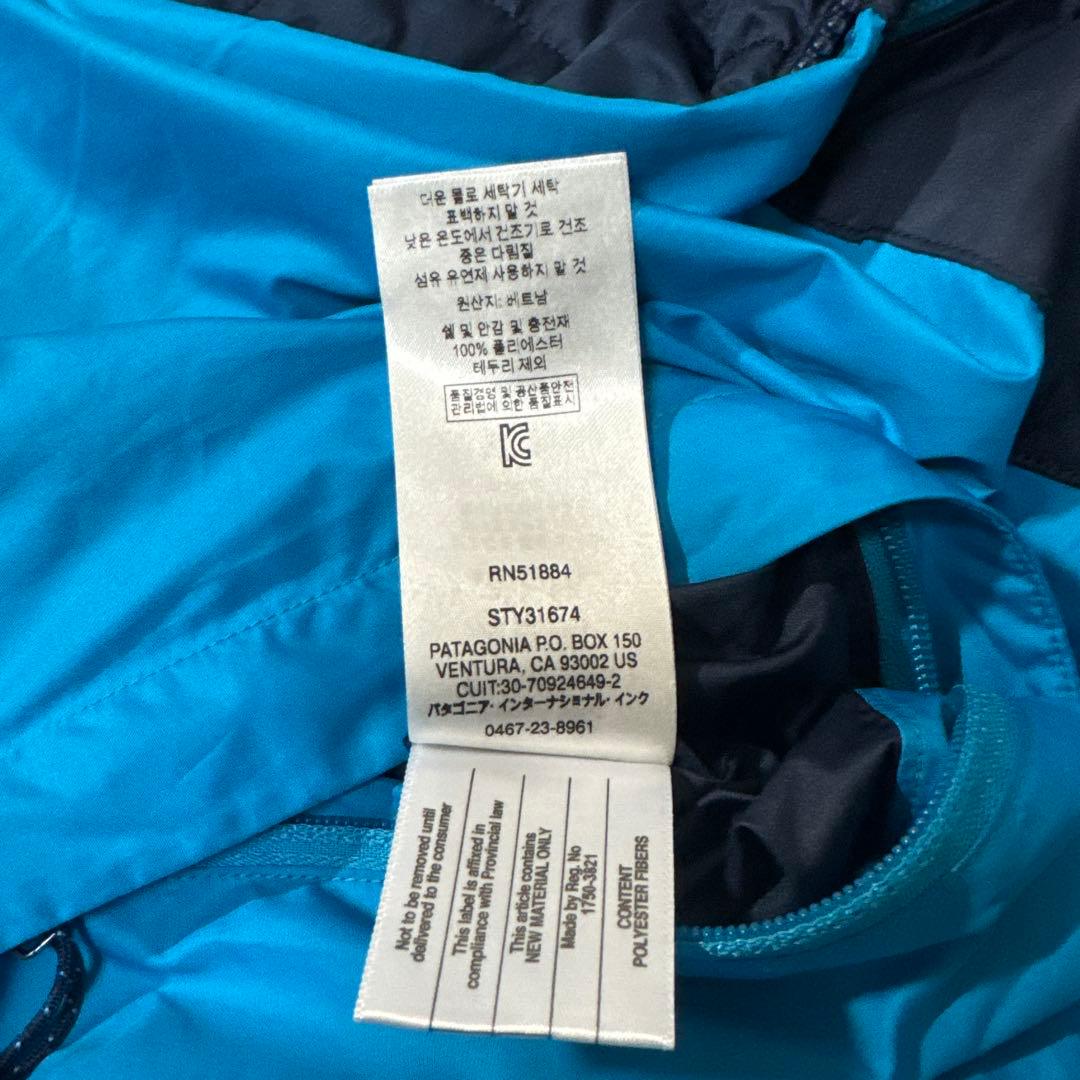 더운 물로 세탁기 세탁
표백하지 말 것
낮은 온도에서 건조기로 건조
중온 다림질
섬유 유연제 사용하지 말 것
원산지: 베트남
쉘 및 안감 및 충전재
100% 폴리에스터
테두리 제외
품질경영 및 공산품안전
관리법에 의한 품질표시
KC
RN51884
STY31674
PATAGONIA P.O. BOX 150
VENTURA, CA 93002 US
CUIT:30-70924649-2
パタゴニア・インターナショナル・インク
0467-23-8961
Not to be removed until
delivered to the consumer
This label is affixed in
compliance with Provincial law
This article contains
NEW MATERIAL ONLY
Made by Reg. No
1750-3821
CONTENT
POLYESTER FIBERS